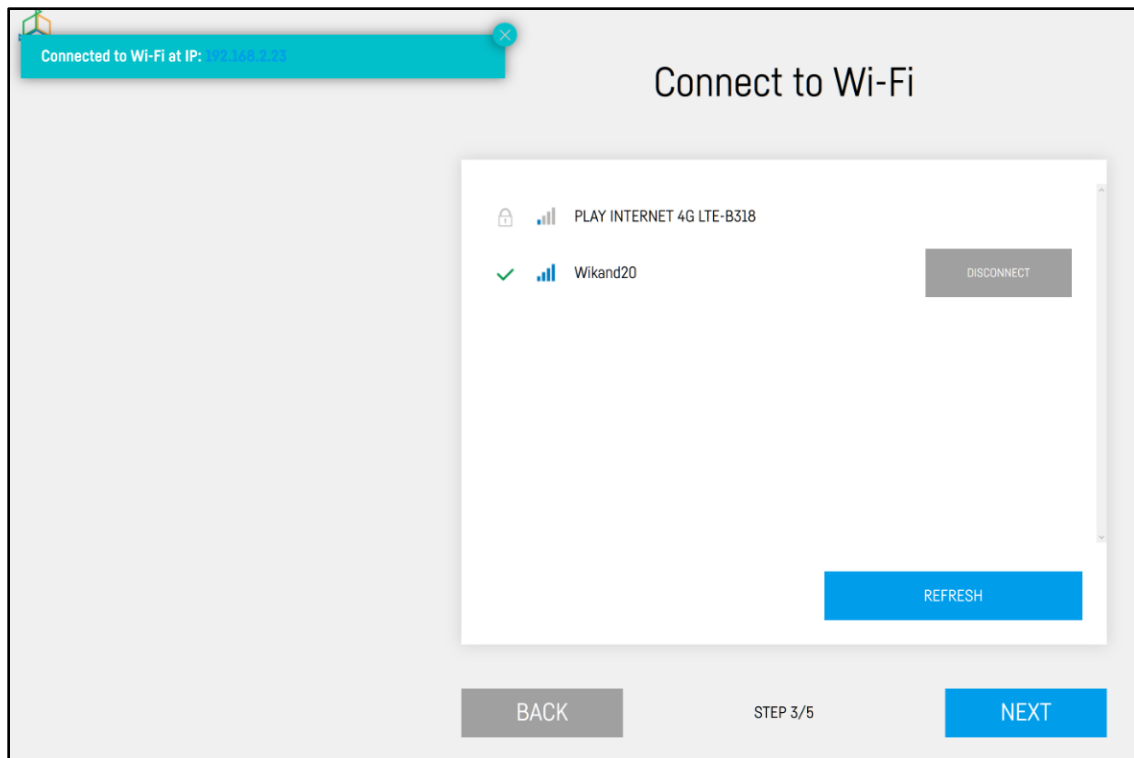 Connected to Wi-Fi at IP: 192.168.2.23
Connect to Wi-Fi
PLAY INTERNET 4G LTE-B318
Wikand20
DISCONNECT
REFRESH
BACK
STEP 3/5
NEXT